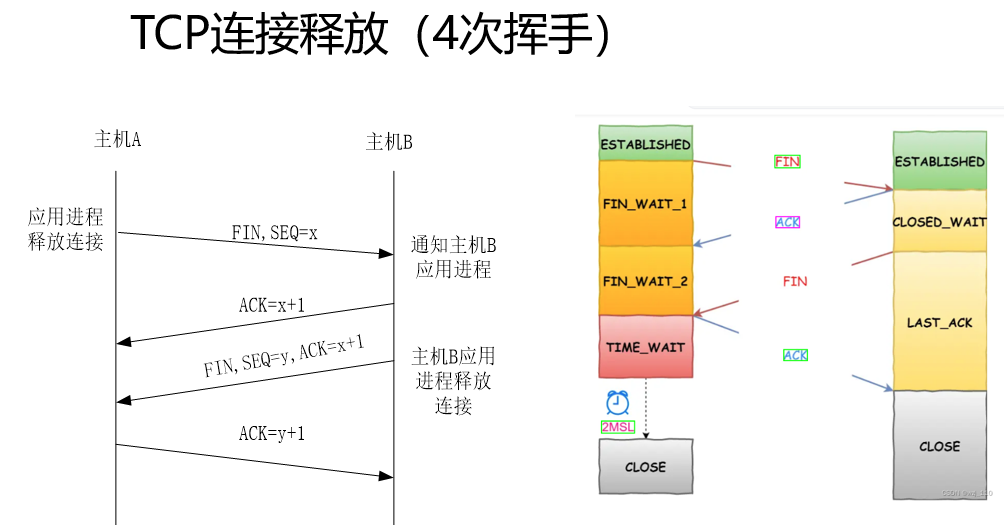 TCP连接释放（4次挥手）
主机A
主机B
应用进程
释放连接
FIN,SEQ=x
通知主机B
应用进程
ACK=x+1
FIN,SEQ=y,ACK=x+1
主机B应用
进程释放
连接
ACK=y+1
ESTABLISHED
FIN
ESTABLISHED
FIN_WAIT_1
ACK
CLOSED_WAIT
FIN_WAIT_2
FIN
LAST_ACK
TIME_WAIT
ACK
2MSL
CLOSE
CLOSE